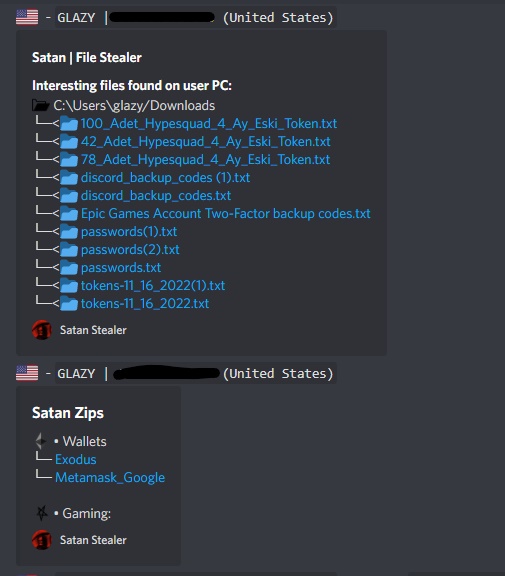 - GLAZY | (United States)
Satan | File Stealer
Interesting files found on user PC:
C:\Users\glazy/Downloads
└─<100_Adet_Hypesquad_4_Ay_Eski_Token.txt
└─<42_Adet_Hypesquad_4_Ay_Eski_Token.txt
└─<78_Adet_Hypesquad_4_Ay_Eski_Token.txt
└─<discord_backup_codes (1).txt
└─<discord_backup_codes.txt
└─<Epic Games Account Two-Factor backup codes.txt
└─<passwords(1).txt
└─<passwords(2).txt
└─<passwords.txt
└─<tokens-11_16_2022(1).txt
└─<tokens-11_16_2022.txt
Satan Stealer
- GLAZY | (United States)
Satan Zips
• Wallets
└─ Exodus
└─ Metamask_Google
• Gaming:
Satan Stealer